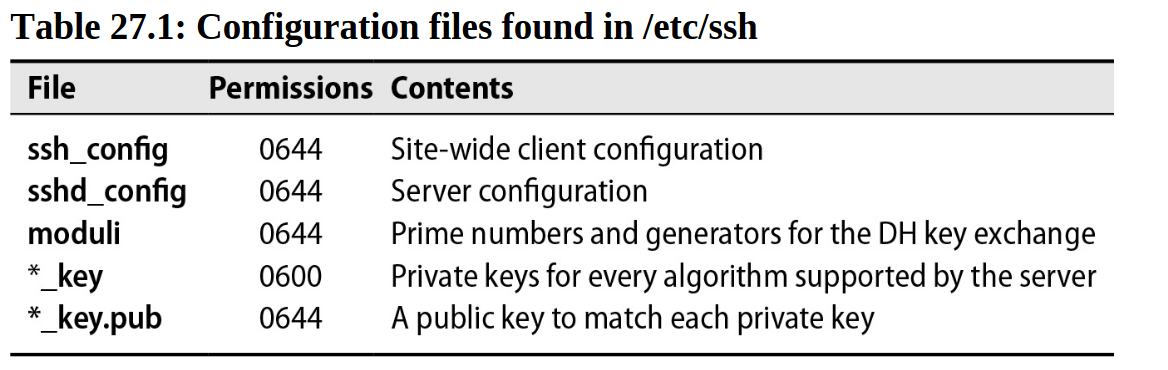 Table 27.1: Configuration files found in /etc/ssh
File Permissions Contents
ssh_config 0644 Site-wide client configuration
sshd_config 0644 Server configuration
moduli 0644 Prime numbers and generators for the DH key exchange
*_key 0600 Private keys for every algorithm supported by the server
*_key.pub 0644 A public key to match each private key